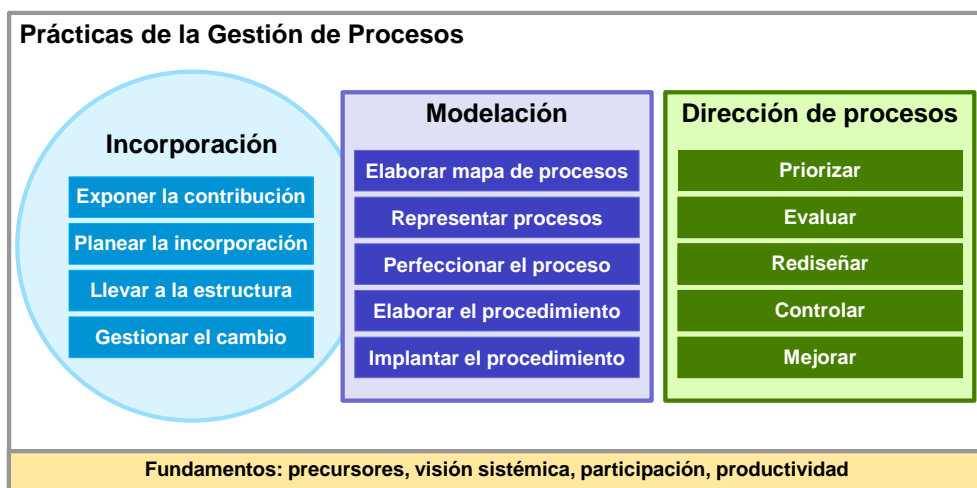 Prácticas de la Gestión de Procesos
Incorporación
Exponer la contribución
Planear la incorporación
Llevar a la estructura
Gestionar el cambio
Modelación
Elaborar mapa de procesos
Representar procesos
Perfeccionar el proceso
Elaborar el procedimiento
Implantar el procedimiento
Dirección de procesos
Priorizar
Evaluar
Rediseñar
Controlar
Mejorar
Fundamentos: precursores, visión sistémica, participación, productividad